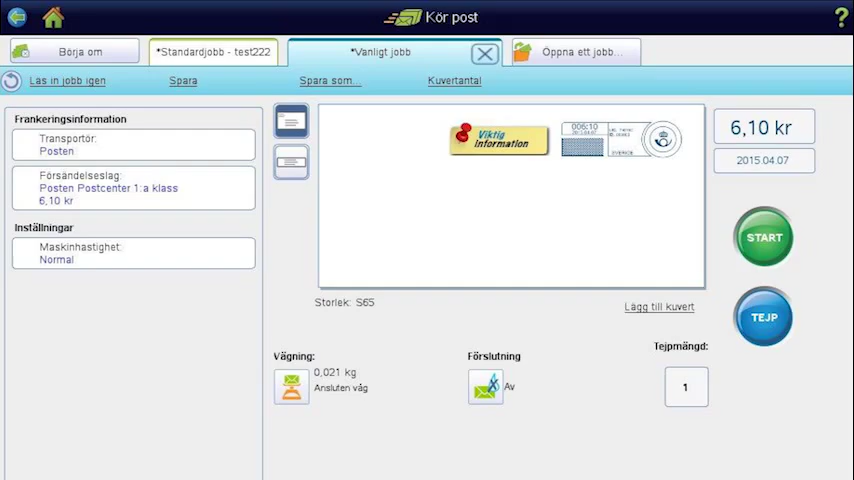 Kör post
?
Börja om
*Standardjobb - test222
*Vanligt jobb
Öppna ett jobb...
Läs in jobb igen
Spara
Spara som...
Kuvertantal
Frankeringsinformation
Transportör:
Posten
Försändelseslag:
Posten Postcenter 1:a klass
6,10 kr
Inställningar
Maskinhastighet:
Normal
Viktig
information
006:10
2015.04.07
SVERIGE
6,10 kr
2015.04.07
START
TEJP
Storlek: S65
Lägg till kuvert
Vägning:
0,021 kg
Ansluten våg
Förslutning
Av
Tejpmängd:
1